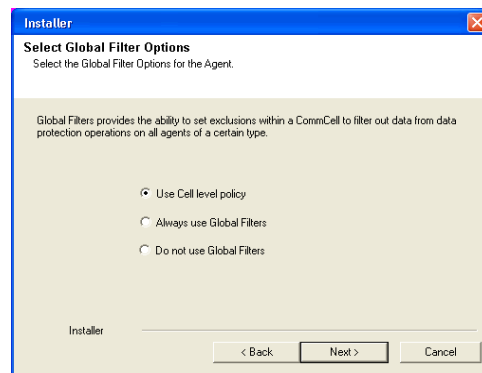 Installer
Select Global Filter Options
Select the Global Filter Options for the Agent.
Global Filters provides the ability to set exclusions within a CommCell to filter out data from data
protection operations on all agents of a certain type.
Use Cell level policy
Always use Global Filters
Do not use Global Filters
Installer
< Back
Next >
Cancel